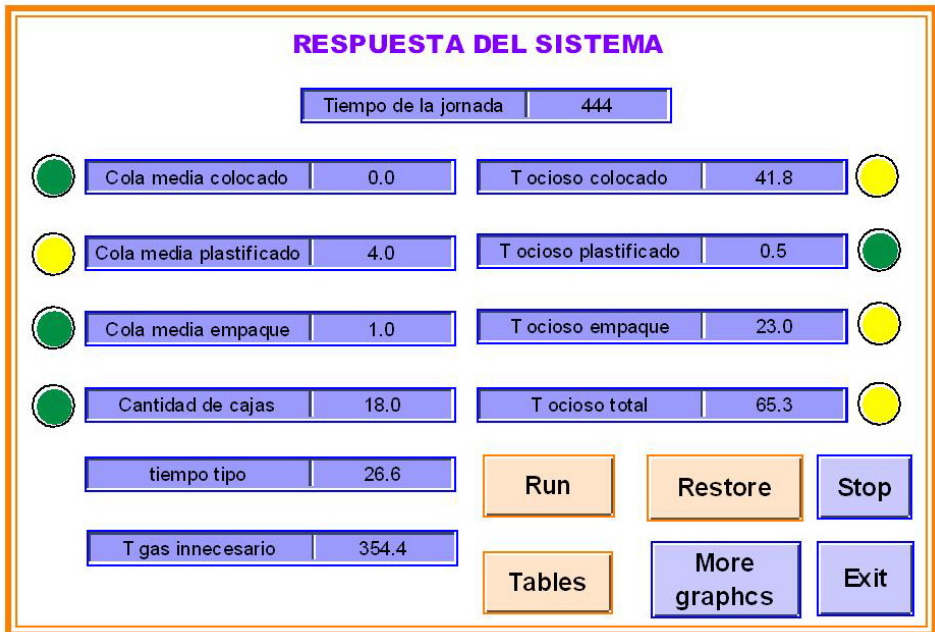 RESPUESTA DEL SISTEMA
Tiempo de la jornada 444
Cola media colocado 0.0 T ocioso colocado 41.8
Cola media plastificado 4.0 T ocioso plastificado 0.5
Cola media empaque 1.0 T ocioso empaque 23.0
Cantidad de cajas 18.0 T ocioso total 65.3
tiempo tipo 26.6
Run Restore Stop
T gas innecesario 354.4
Tables More graphcs Exit